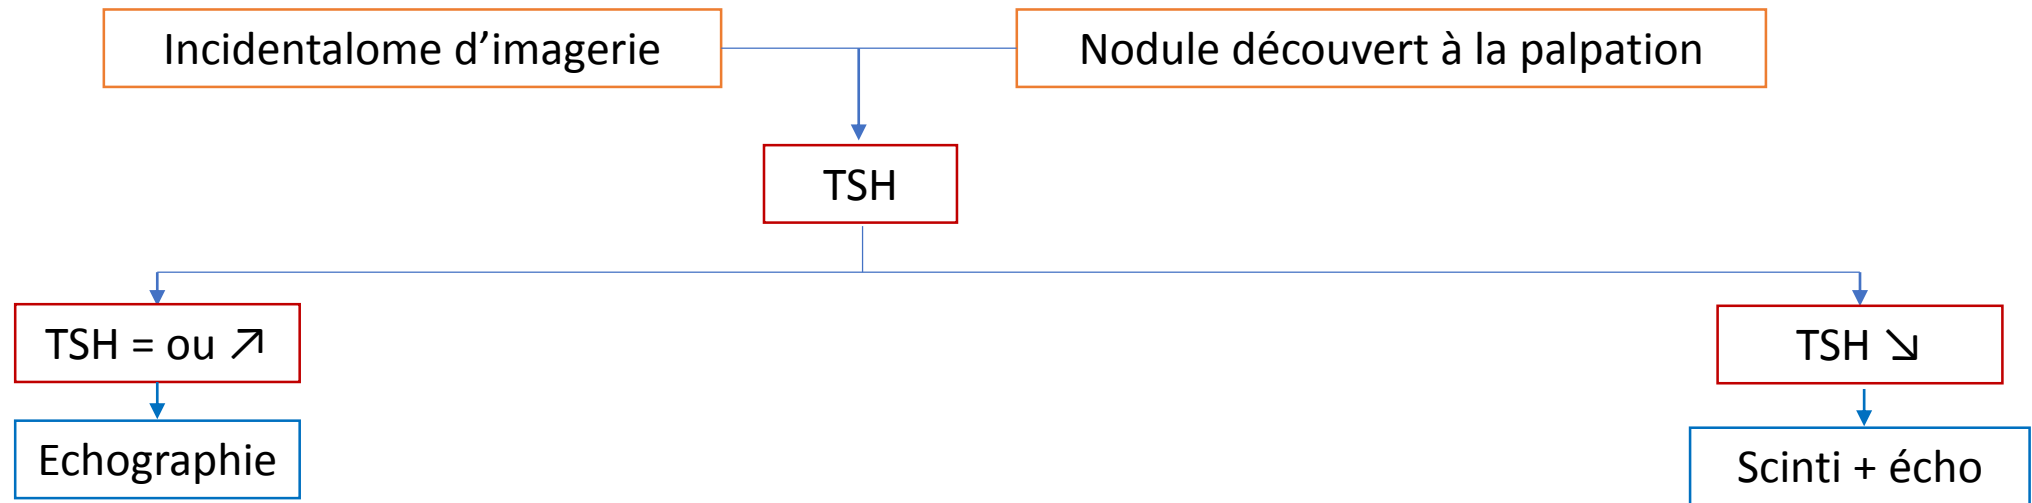 Incidentalome d’imagerie
Nodule découvert à la palpation
TSH
TSH = ou ↗
TSH ↘
Echographie
Scinti + écho